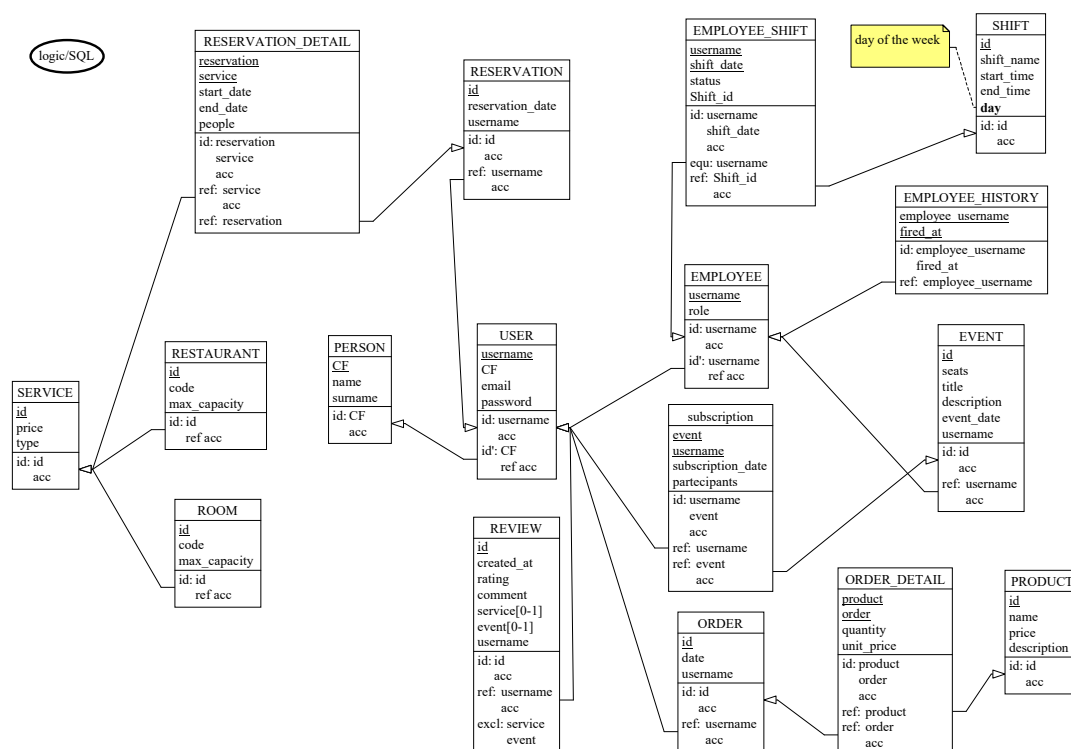 logic/SQL
RESERVATION_DETAIL
reservation
service
start_date
end_date
people
id: reservation
service
acc
ref: service
acc
ref: reservation
RESERVATION
id
reservation_date
username
id: id
acc
ref: username
acc
EMPLOYEE_SHIFT
username
shift_date
status
Shift_id
id: username
shift_date
acc
equ: username
ref: Shift_id
acc
day of the week
SHIFT
id
shift_name
start_time
end_time
day
id: id
acc
EMPLOYEE_HISTORY
employee_username
fired_at
id: employee_username
fired_at
ref: employee_username
EMPLOYEE
username
role
id: username
acc
id': username
ref acc
SERVICE
id
price
type
id: id
acc
RESTAURANT
id
code
max_capacity
id: id
ref acc
PERSON
CF
name
surname
id: CF
acc
USER
username
CF
email
password
id: username
acc
id': CF
ref acc
EVENT
id
seats
title
description
event_date
username
id: id
acc
ref: username
acc
subscription
event
username
subscription_date
partecipants
id: username
event
acc
ref: username
ref: event
acc
ROOM
id
code
max_capacity
id: id
ref acc
REVIEW
id
created_at
rating
comment
service[0-1]
event[0-1]
username
id: id
acc
ref: username
acc
excl: service
event
ORDER
id
date
username
id: id
acc
ref: username
acc
ORDER_DETAIL
product
order
quantity
unit_price
id: product
order
acc
ref: product
ref: order
acc
PRODUCT
id
name
price
description
id: id
acc